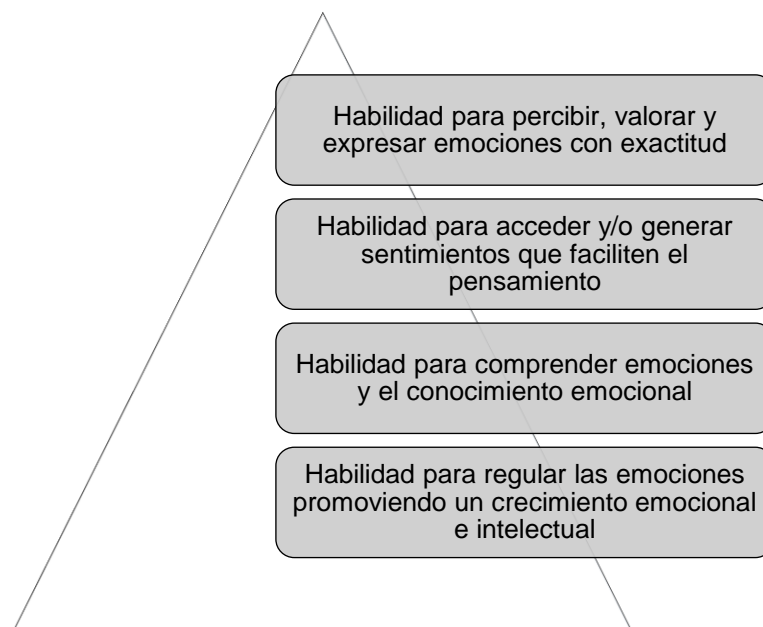 Habilidad para percibir, valorar y
expresar emociones con exactitud
Habilidad para acceder y/o generar
sentimientos que faciliten el
pensamiento
Habilidad para comprender emociones
y el conocimiento emocional
Habilidad para regular las emociones
promoviendo un crecimiento emocional
e intelectual